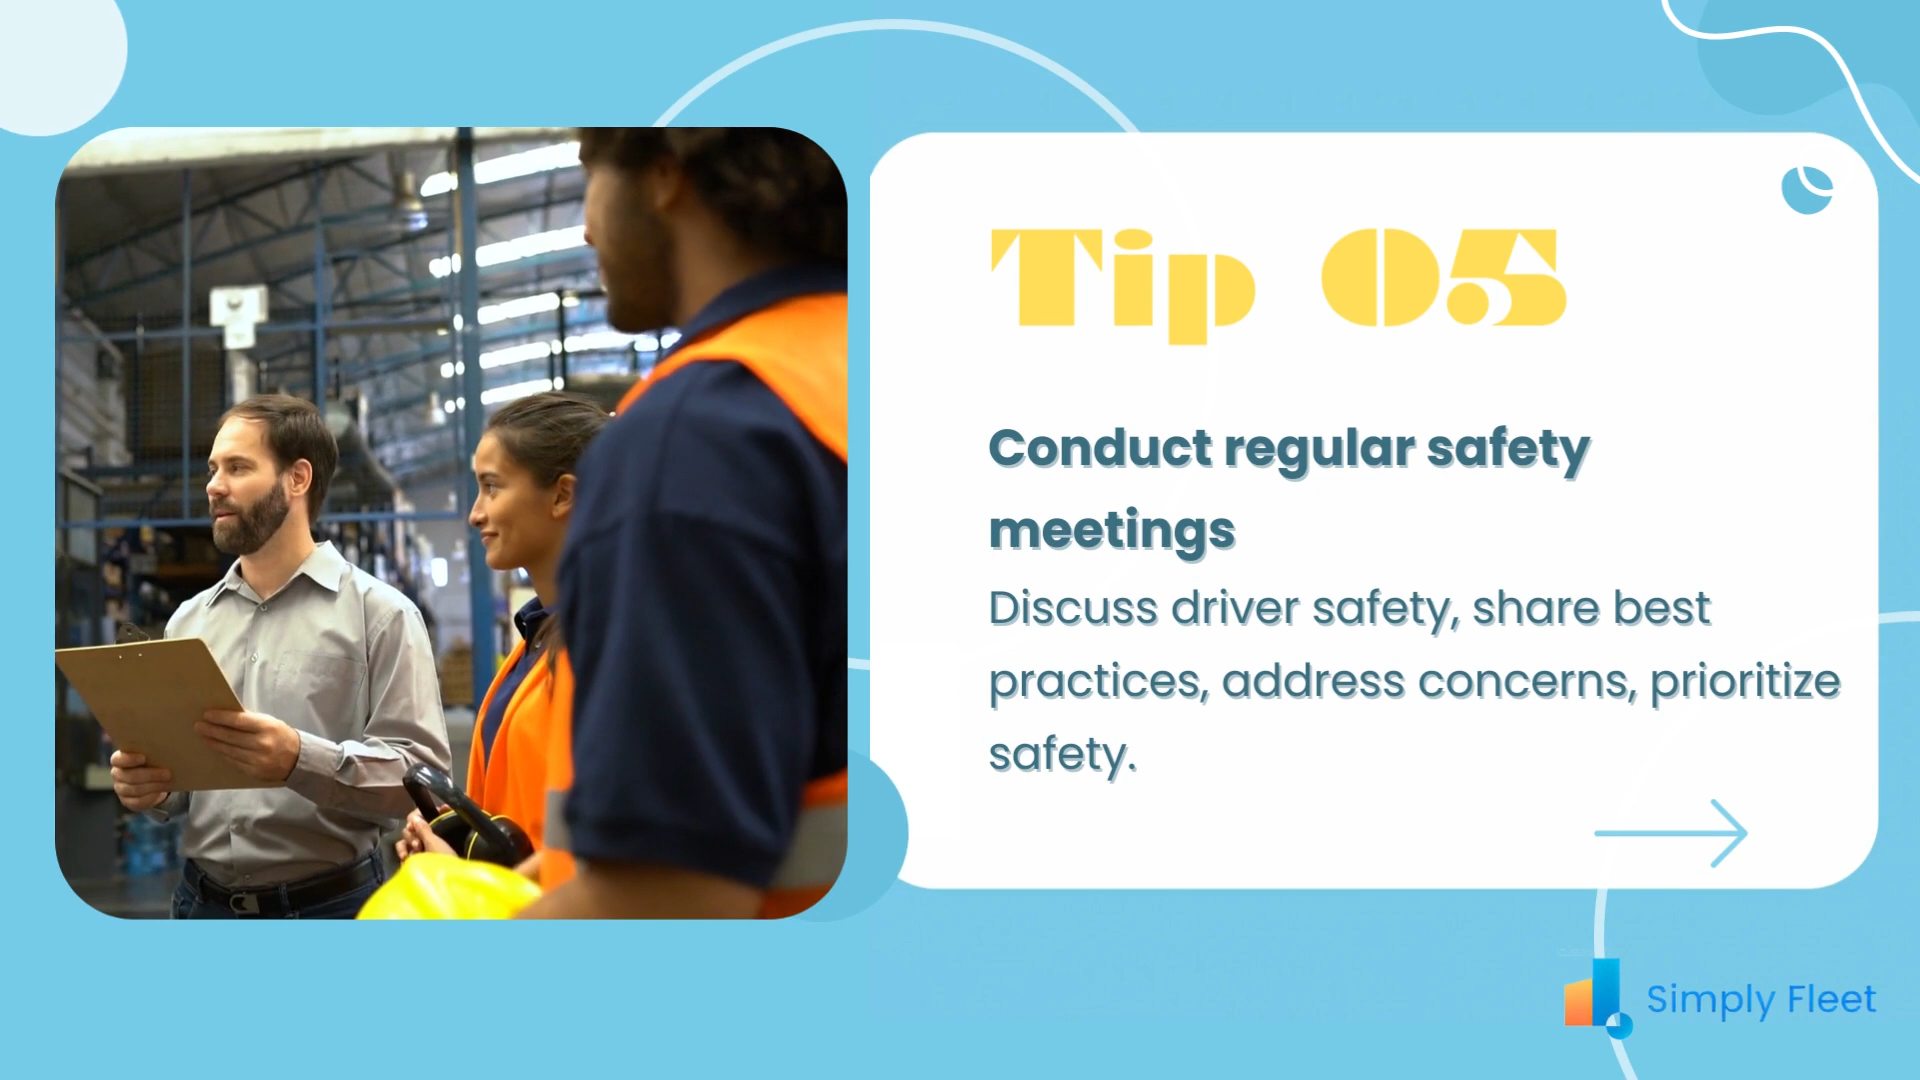 Tip 05
Conduct regular safety
meetings
Discuss driver safety, share best
practices, address concerns, prioritize
safety.
Simply Fleet